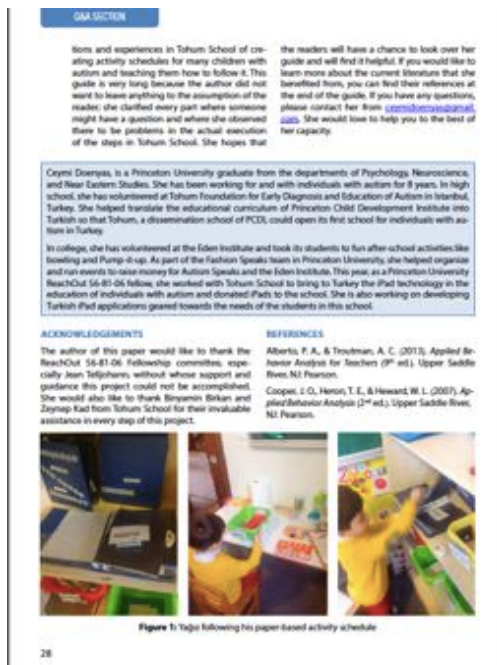 Q&A SECTION
tions and experiences in Tohum School of cre-
ating activity schedules for many children with
autism and teaching them how to follow it. This
guide is very long because the author did not
want to leave anything to the assumption of the
reader; she clarified every part where someone
might have a question and where she observed
there to be problems in the actual execution
of the steps in Tohum School. She hopes that
the readers will have a chance to look over her
guide and will find it helpful. If you would like to
learn more about the current literature that she
benefited from, you can find their references at
the end of the guide. If you have any questions,
please contact her from
She would love to help you to the best of
her capacity.
Ceymi Doenyas, is a Princeton University graduate from the departments of Psychology, Neuroscience,
and Near Eastern Studies. She has been working for and with individuals with autism for 8 years. In high
school, she has volunteered at Tohum Foundation for Early Diagnosis and Education of Autism in Istanbul,
Turkey. She helped translate the educational curriculum of Princeton Child Development Institute into
Turkish so that Tohum, a dissemination school of PCDI, could open its first school for individuals with au-
tism in Turkey.
In college, she has volunteered at the Eden Institute and took its students to fun after-school activities like
bowling and Pump-it-up. As part of the Fashion Speaks team in Princeton University, she helped organize
and run events to raise money for Autism Speaks and the Eden Institute. This year, as a Princeton University
ReachOut 56-81-06 fellow, she worked with Tohum School to bring to Turkey the iPad technology in the
education of individuals with autism and donated iPads to the school. She is also working on developing
Turkish iPad applications geared towards the needs of the students in this school.
ACKNOWLEDGEMENTS
The author of this paper would like to thank the
ReachOut 56-81-06 Fellowship committee, espe-
cially Jean Telljohann, without whose support and
guidance this project could not be accomplished.
She would also like to thank Binyamin Birkan and
Zeynep Kad from Tohum School for their invaluable
assistance in every step of this project.
REFERENCES
Alberto, P. A., & Troutman, A. C. (2013). Applied Be-
havior Analysis for Teachers (9th ed.). Upper Saddle
River, NJ: Pearson.
Cooper, J. O., Heron, T. E., & Heward, W. L. (2007). Ap-
plied Behavior Analysis (2nd ed.). Upper Saddle River,
NJ: Pearson.
Figure 1: Yağız following his paper-based activity schedule
28